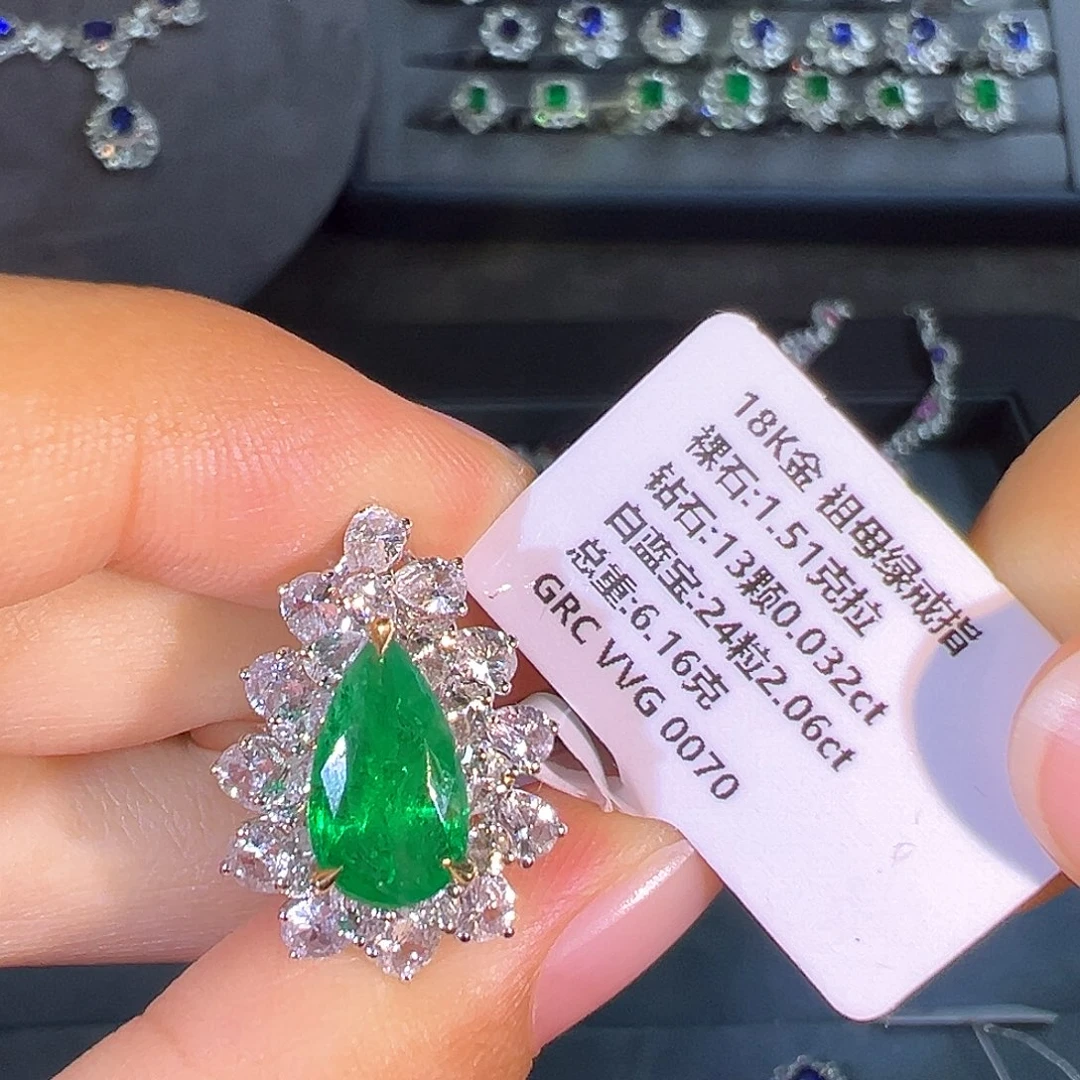 18K金 祖母绿戒指
裸石:1.51克拉
钻石:13颗0.032ct
白蓝宝:24粒2.06ct
总重:6.16克
GRC VVG 0070